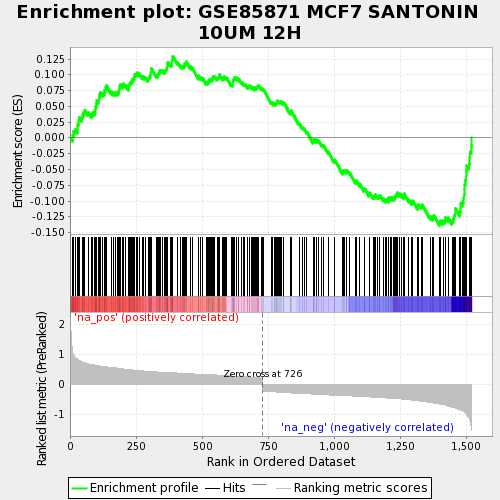 Enrichment plot: GSE85871 MCF7 SANTONIN
10UM 12H
Enrichment score (ES)
0.125
0.100
0.075
0.050
0.025
0.000
-0.025
-0.050
-0.075
-0.100
-0.125
-0.150
'na_pos' (positively correlated)
Ranked list metric (PreRanked)
2
1
0
-1
Zero cross at 726
'na_neg' (negatively correlated)
0
250
500
750
1,000
1,250
1,500
Rank in Ordered Dataset
Enrichment profile
Hits
Ranking metric scores